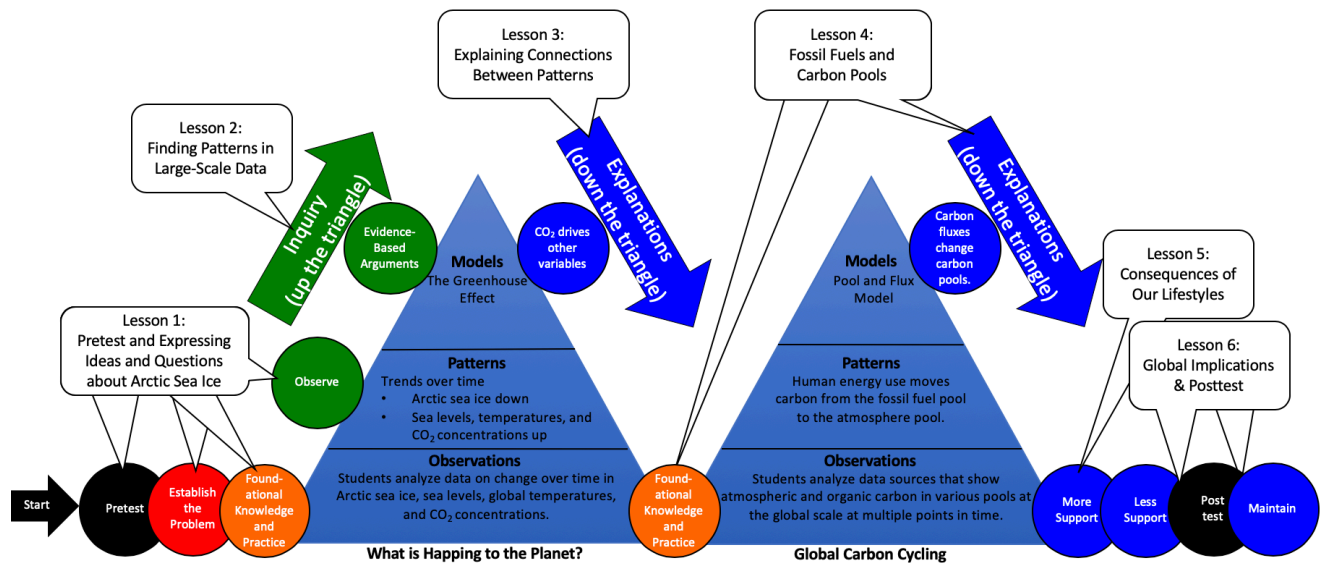 Lesson 1:
Pretest and Expressing
Ideas and Questions
about Arctic Sea Ice
Lesson 2:
Finding Patterns in
Large-Scale Data
Lesson 3:
Explaining Connections
Between Patterns
Lesson 4:
Fossil Fuels and
Carbon Pools
Lesson 5:
Consequences of
Our Lifestyles
Lesson 6:
Global Implications
& Posttest
Inquiry
(up the triangle)
Evidence-
Based
Arguments
Observe
CO₂ drives
other
variables
Explanations
(down the triangle)
Carbon
fluxes
change
carbon
pools.
Explanations
(down the triangle)
Models
The Greenhouse
Effect
Patterns
Trends over time
• Arctic sea ice down
• Sea levels, temperatures, and
CO₂ concentrations up
Observations
Students analyze data on change over time in
Arctic sea ice, sea levels, global temperatures,
and CO₂ concentrations.
What is Happing to the Planet?
Models
Pool and Flux
Model
Patterns
Human energy use moves
carbon from the fossil fuel pool
to the atmosphere pool.
Observations
Students analyze data sources that show
atmospheric and organic carbon in various pools at
the global scale at multiple points in time.
Global Carbon Cycling
Start
Pretest
Establish
the
Problem
Found-
ational
Knowledge
and
Practice
Found-
ational
Knowledge
and
Practice
More
Support
Less
Support
Post
test
Maintain